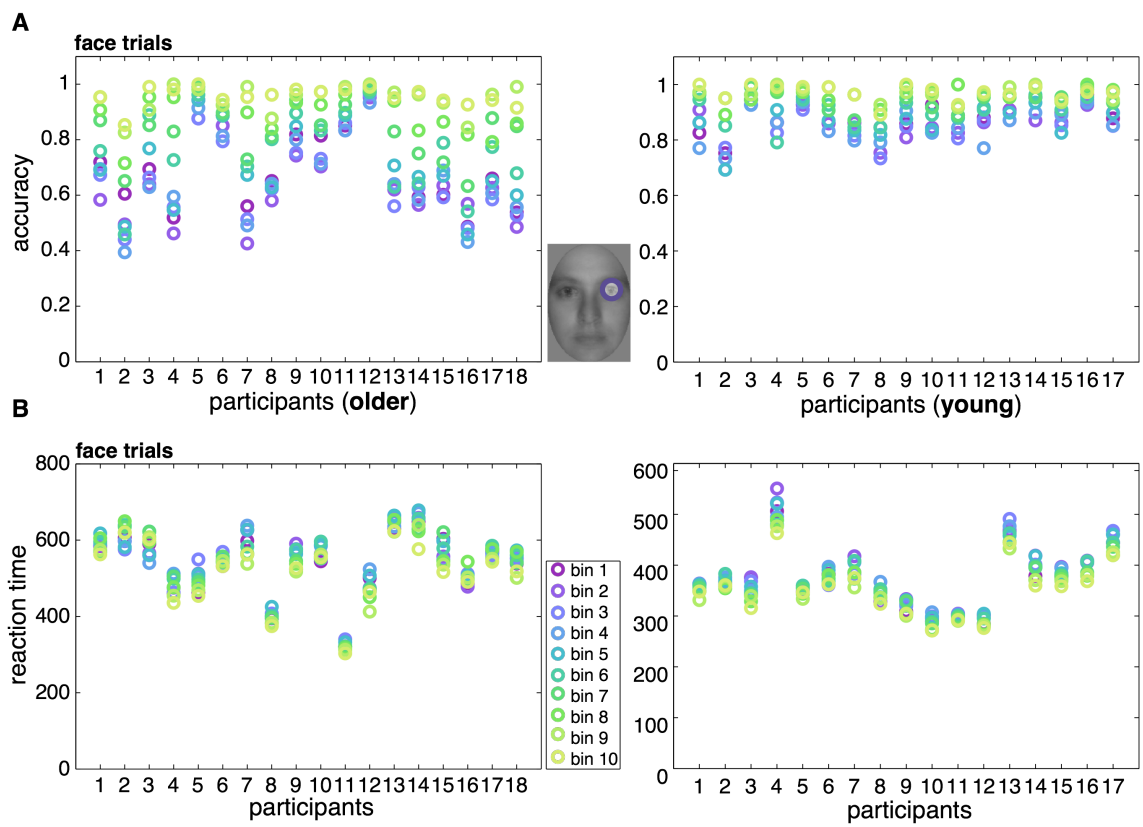 A
face trials
1
0.8
0.6
0.4
0.2
0
accuracy
1 2 3 4 5 6 7 8 9 10 11 12 13 14 15 16 17 18
participants (older)
1
0.8
0.6
0.4
0.2
0
1 2 3 4 5 6 7 8 9 10 11 12 13 14 15 16 17
participants (young)
B
face trials
800
600
400
200
0
reaction time
1 2 3 4 5 6 7 8 9 10 11 12 13 14 15 16 17 18
participants
bin 1
bin 2
bin 3
bin 4
bin 5
bin 6
bin 7
bin 8
bin 9
bin 10
600
500
400
300
200
100
0
1 2 3 4 5 6 7 8 9 10 11 12 13 14 15 16 17
participants